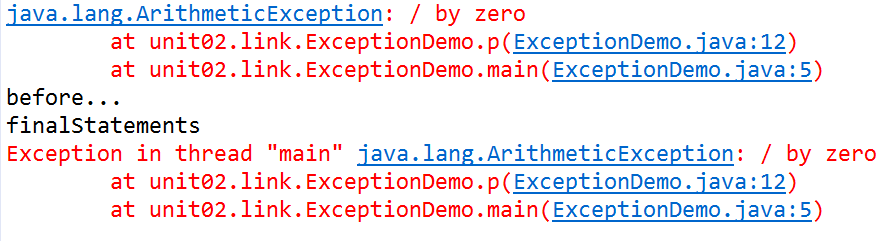 java.lang.ArithmeticException: / by zero
at unit02.link.ExceptionDemo.p(ExceptionDemo.java:12)
at unit02.link.ExceptionDemo.main(ExceptionDemo.java:5)
before...
finalStatements
Exception in thread "main" java.lang.ArithmeticException: / by zero
at unit02.link.ExceptionDemo.p(ExceptionDemo.java:12)
at unit02.link.ExceptionDemo.main(ExceptionDemo.java:5)